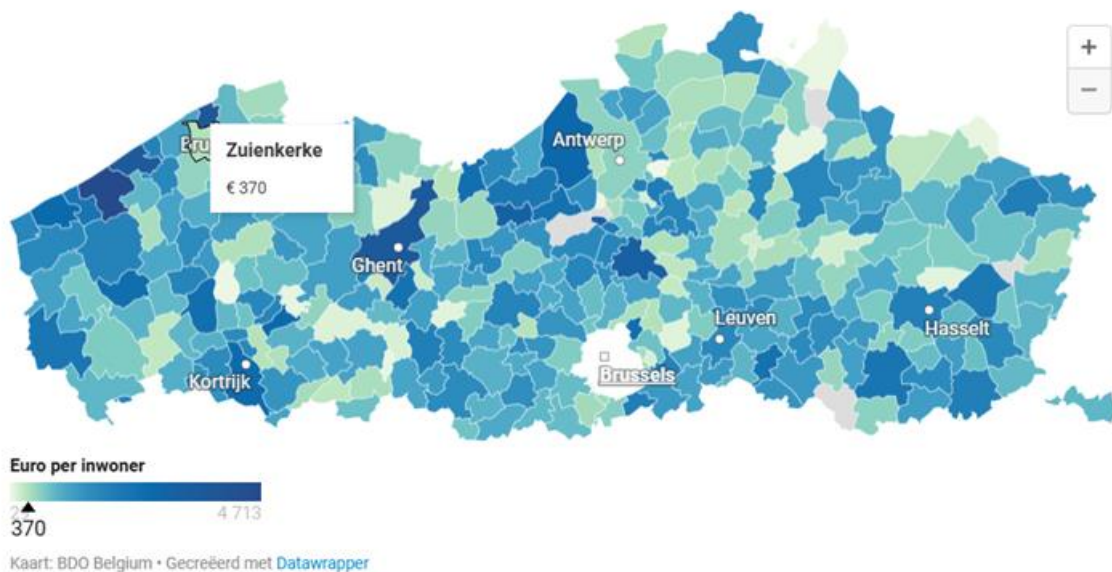 +
−
Antwerp
Zuienkerke
€ 370
Ghent
Leuven
Hasselt
Kortrijk
Brussels
Euro per inwoner
4 713
370
Kaart: BDO Belgium • Gecreëerd met Datawrapper